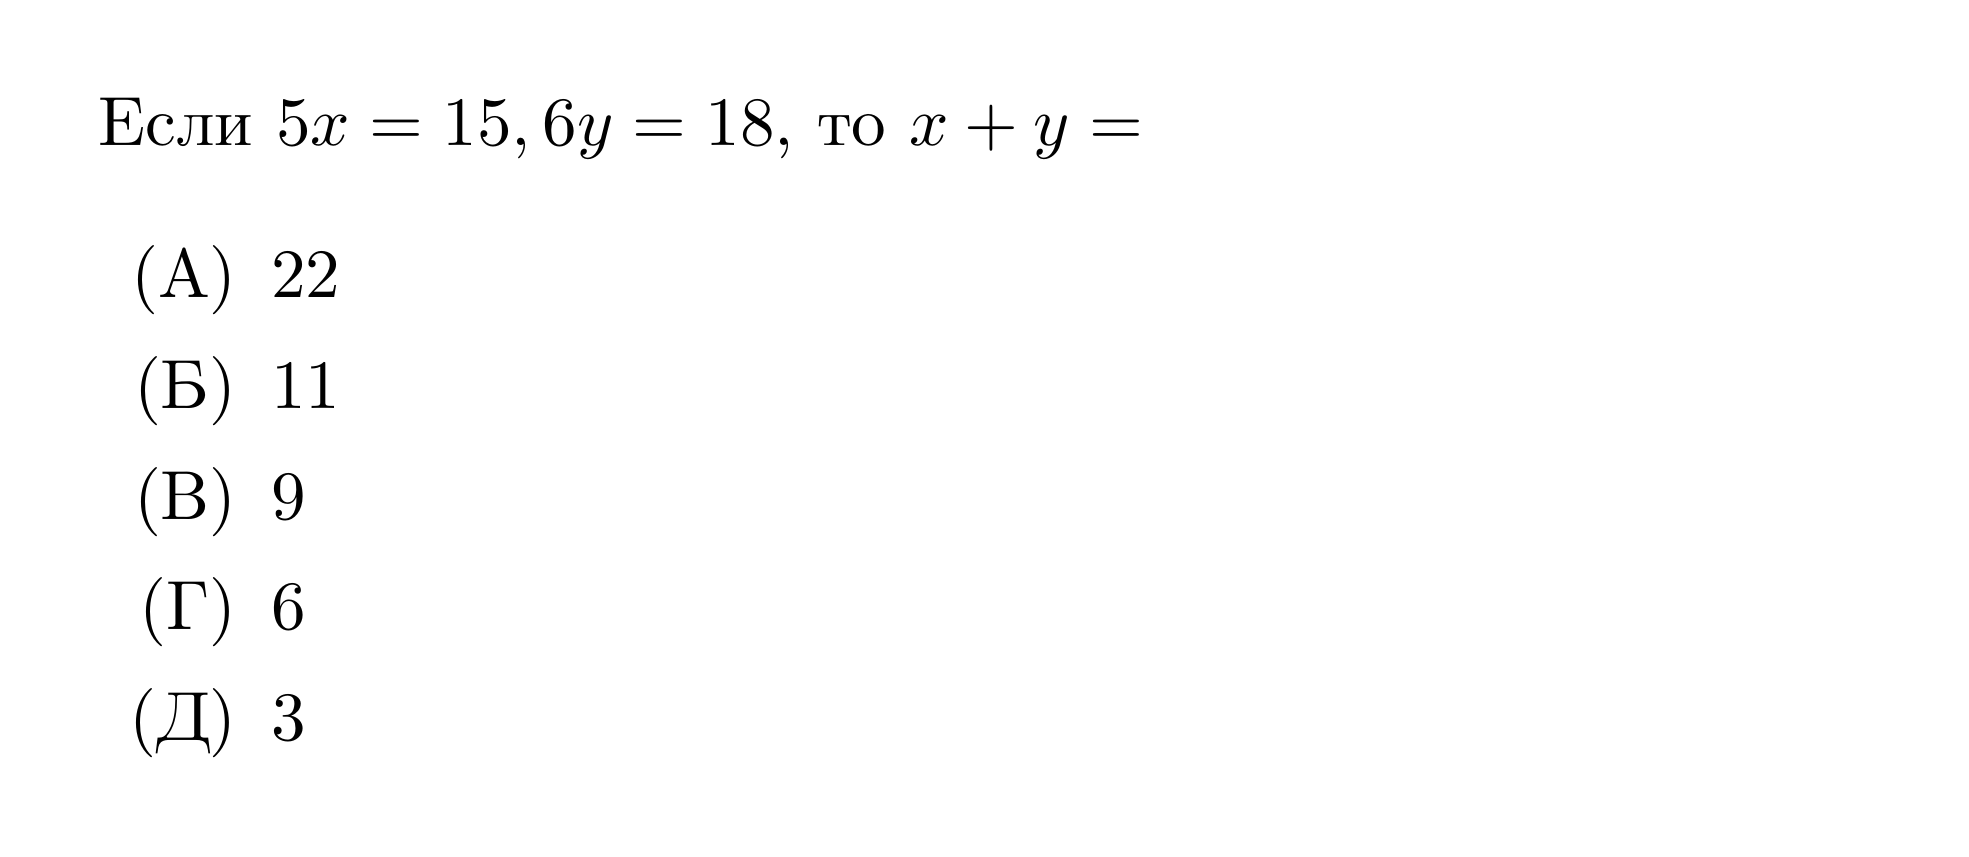 Если 5x = 15, 6y = 18, то x + y =
(А) 22
(Б) 11
(В) 9
(Г) 6
(Д) 3